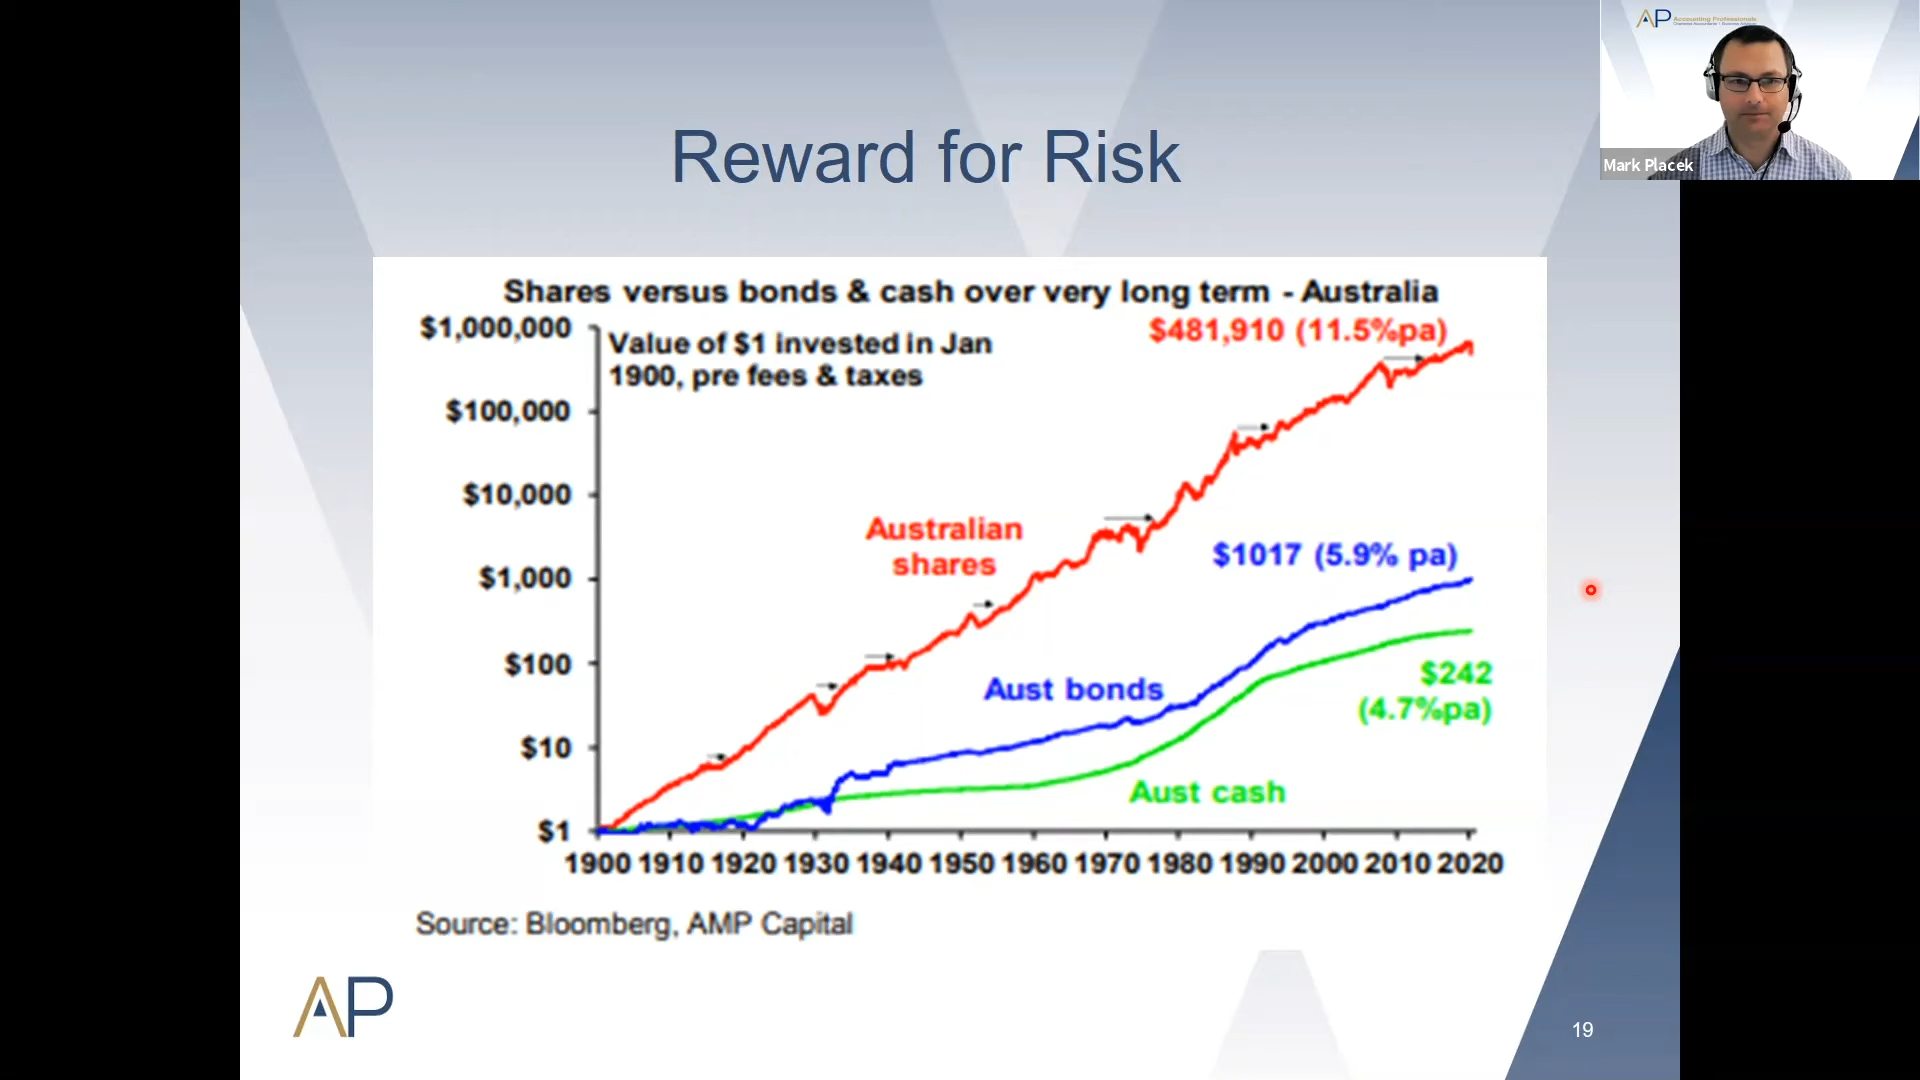 AP Accounting Professionals
Mark Placek
Reward for Risk
Shares versus bonds & cash over very long term - Australia
$1,000,000
$100,000
$10,000
$1,000
$100
$10
$1
Value of $1 invested in Jan
1900, pre fees & taxes
$481,910 (11.5%pa)
Australian
shares
$1017 (5.9% pa)
Aust bonds
$242
(4.7%pa)
Aust cash
1900 1910 1920 1930 1940 1950 1960 1970 1980 1990 2000 2010 2020
Source: Bloomberg, AMP Capital
AP
19